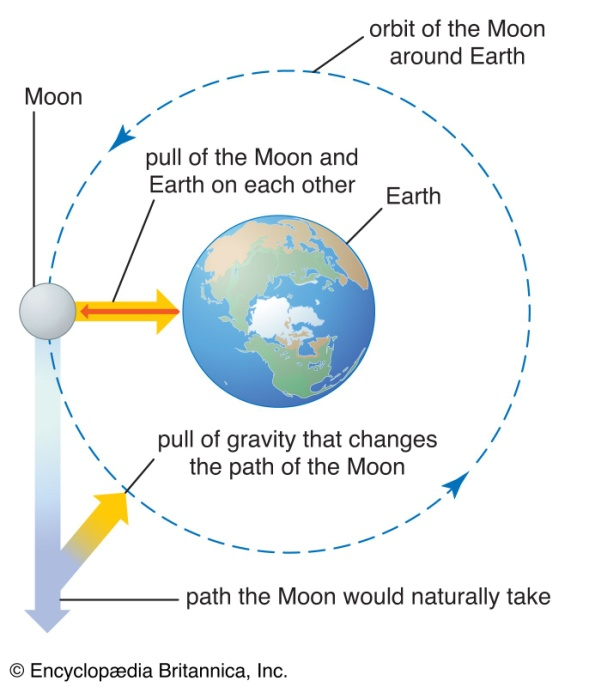 orbit of the Moon
around Earth
Moon
pull of the Moon and
Earth on each other
Earth
pull of gravity that changes
the path of the Moon
path the Moon would naturally take
© Encyclopædia Britannica, Inc.